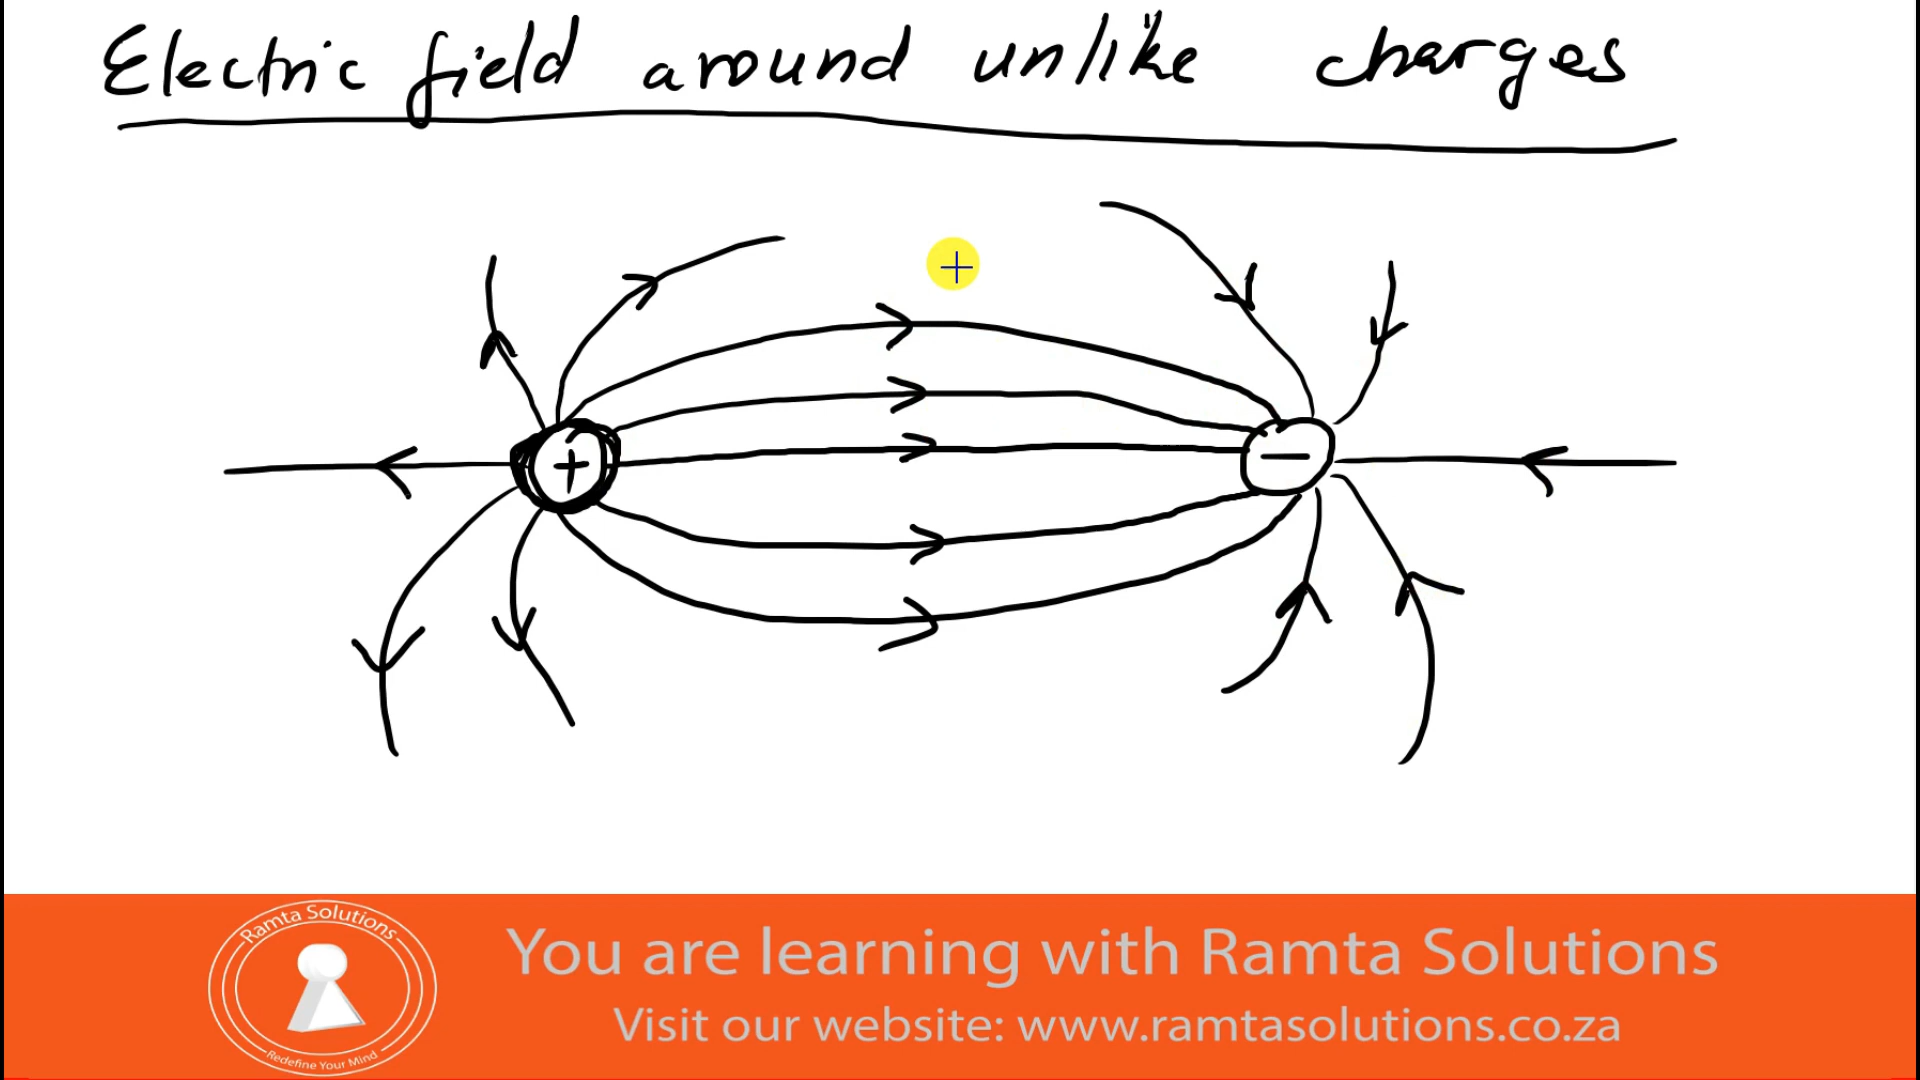 Electric field around unlike charges
+
−
Ramta Solutions
Redefine Your Mind
You are learning with Ramta Solutions
Visit our website: www.ramtasolutions.co.za